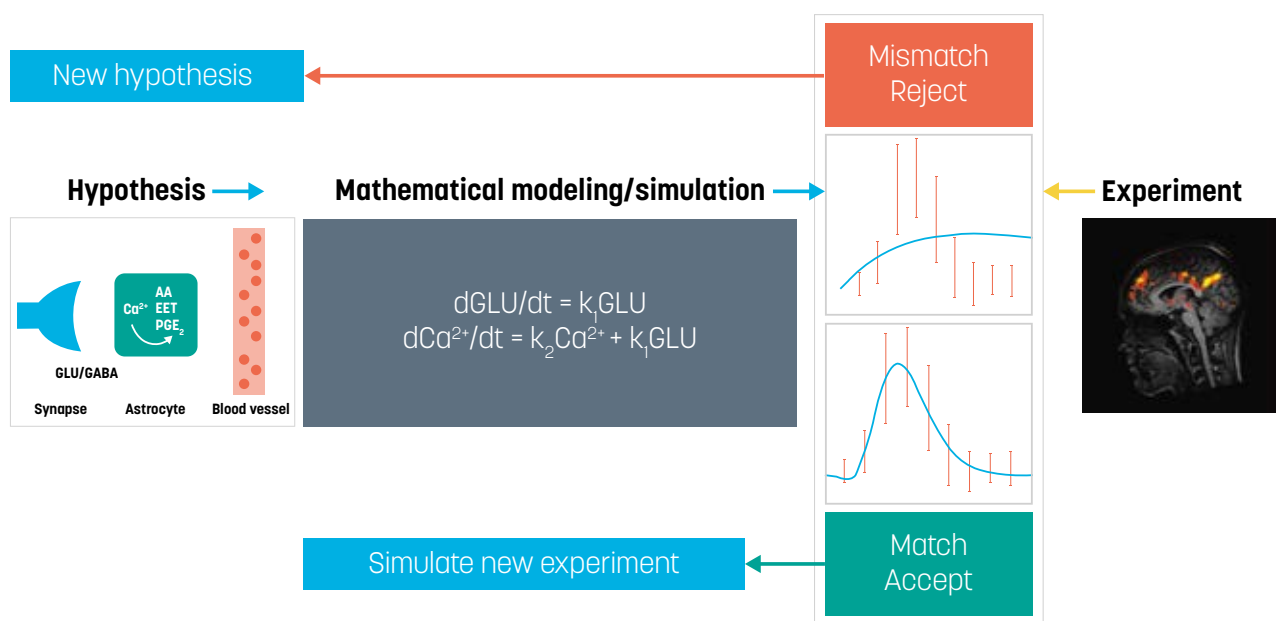 New hypothesis
Mismatch
Reject
Hypothesis
Mathematical modeling/simulation
Experiment
Ca²⁺
AA
EET
PGE₂
GLU/GABA
Synapse
Astrocyte
Blood vessel
dGLU/dt = k₁GLU
dCa²⁺/dt = k₂Ca²⁺ + k₁GLU
Simulate new experiment
Match
Accept